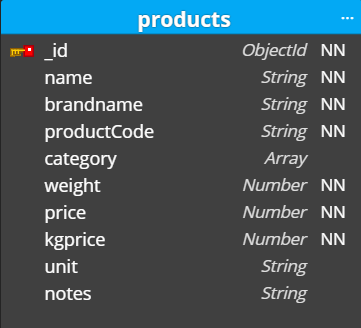 products ...
_id ObjectId NN
name String NN
brandname String NN
productCode String NN
category Array
weight Number NN
price Number NN
kgprice Number NN
unit String
notes String